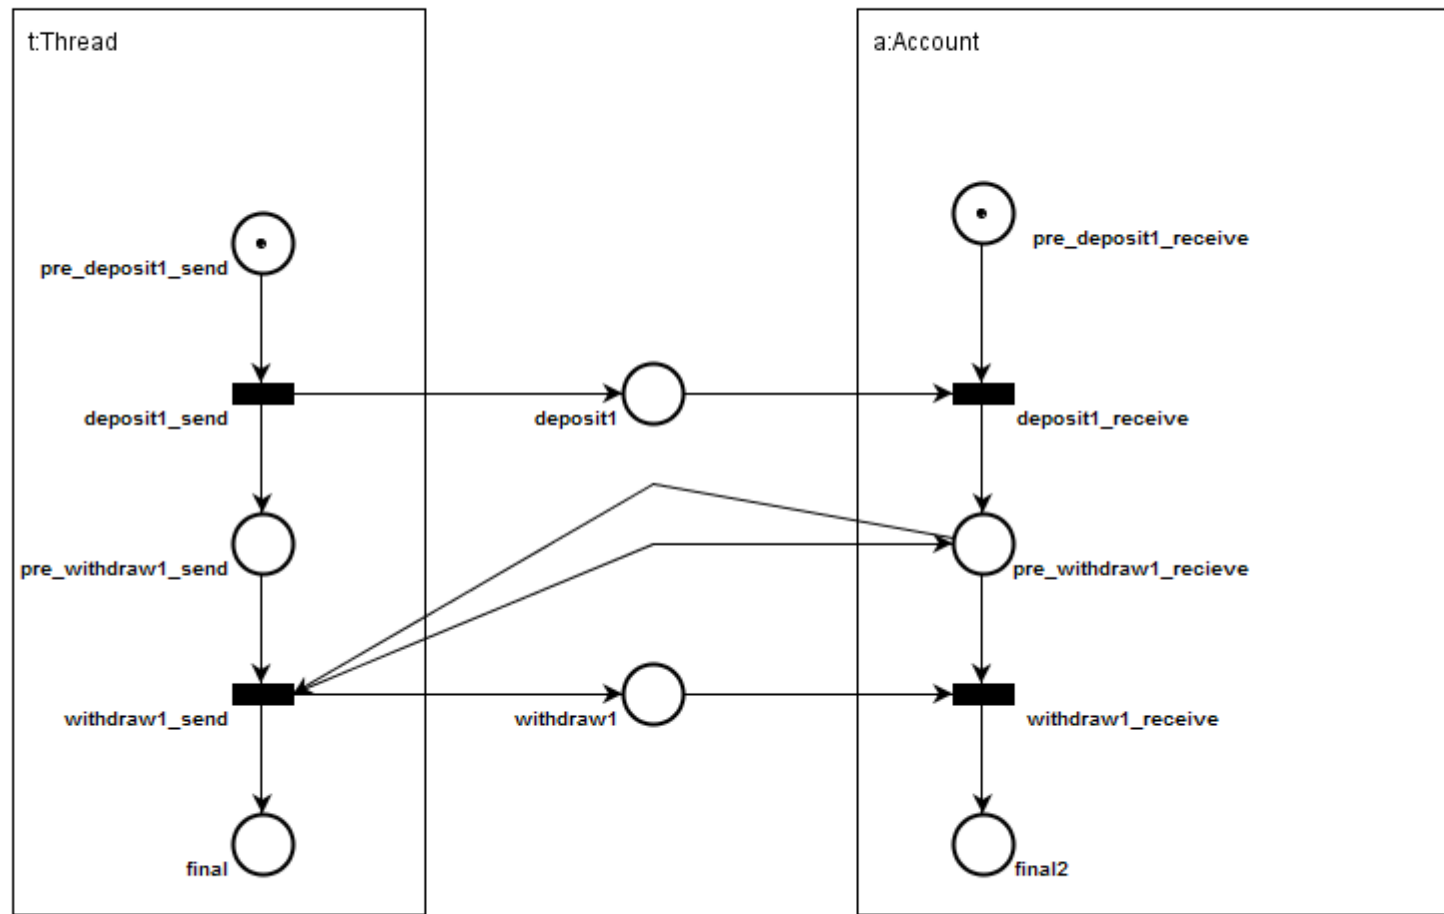 t:Thread
a:Account
pre_deposit1_send
pre_deposit1_receive
deposit1_send
deposit1
deposit1_receive
pre_withdraw1_send
pre_withdraw1_recieve
withdraw1_send
withdraw1
withdraw1_receive
final
final2